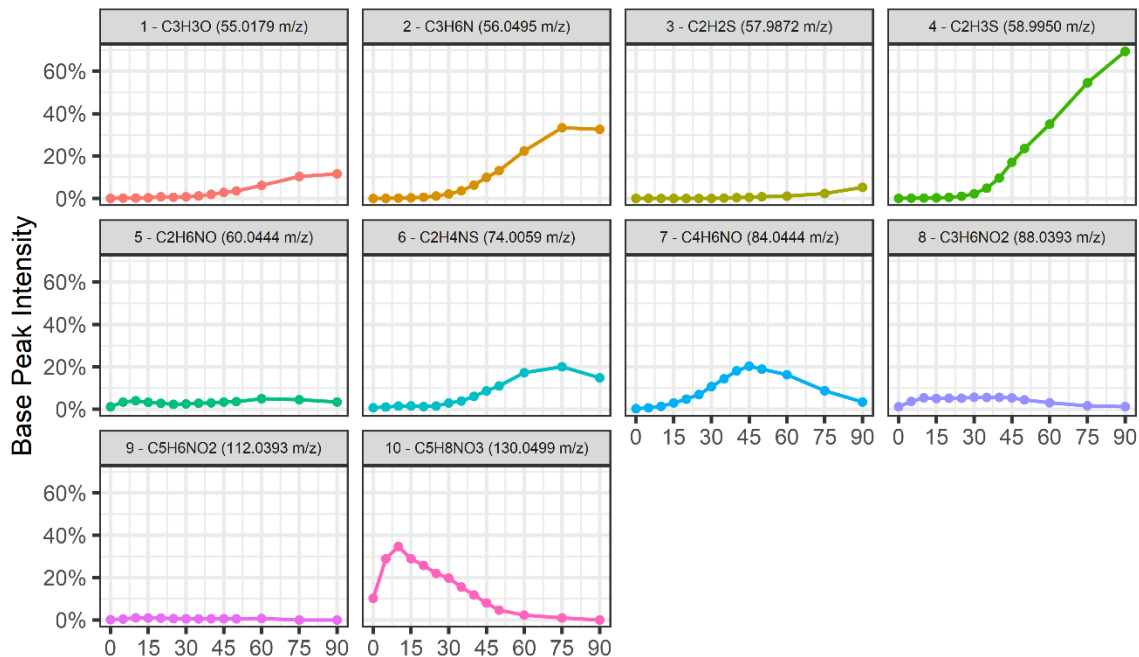 1 - C3H3O (55.0179 m/z)
2 - C3H6N (56.0495 m/z)
3 - C2H2S (57.9872 m/z)
4 - C2H3S (58.9950 m/z)
60%
40%
20%
0%
5 - C2H6NO (60.0444 m/z)
6 - C2H4NS (74.0059 m/z)
7 - C4H6NO (84.0444 m/z)
8 - C3H6NO2 (88.0393 m/z)
Base Peak Intensity
60%
40%
20%
0%
0 15 30 45 60 75 90
0 15 30 45 60 75 90
9 - C5H6NO2 (112.0393 m/z)
10 - C5H8NO3 (130.0499 m/z)
60%
40%
20%
0%
0 15 30 45 60 75 90
0 15 30 45 60 75 90